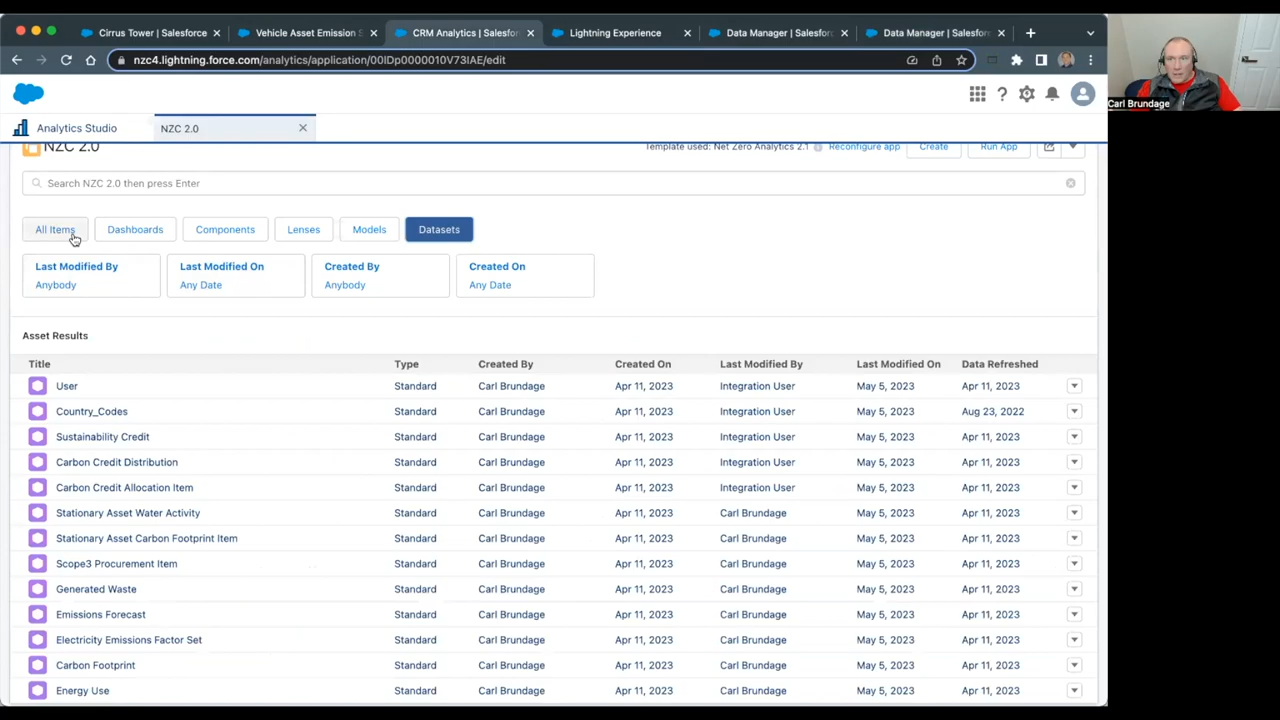 Cirrus Tower | Salesforce
Vehicle Asset Emission S
CRM Analytics | Salesfor
Lightning Experience
Data Manager | Salesforc
Data Manager | Salesforc
nzc4.lightning.force.com/analytics/application/00lDp0000010V73IAE/edit
Carl Brundage
Analytics Studio
NZC 2.0
NZC 2.0
Template used: Net Zero Analytics 2.1
Reconfigure app
Create
Run App
Search NZC 2.0 then press Enter
All Items
Dashboards
Components
Lenses
Models
Datasets
Last Modified By
Anybody
Last Modified On
Any Date
Created By
Anybody
Created On
Any Date
Asset Results
Title Type Created By Created On Last Modified By Last Modified On Data Refreshed
User Standard Carl Brundage Apr 11, 2023 Integration User May 5, 2023 Apr 11, 2023
Country_Codes Standard Carl Brundage Apr 11, 2023 Integration User May 5, 2023 Aug 23, 2022
Sustainability Credit Standard Carl Brundage Apr 11, 2023 Integration User May 5, 2023 Apr 11, 2023
Carbon Credit Distribution Standard Carl Brundage Apr 11, 2023 Integration User May 5, 2023 Apr 11, 2023
Carbon Credit Allocation Item Standard Carl Brundage Apr 11, 2023 Integration User May 5, 2023 Apr 11, 2023
Stationary Asset Water Activity Standard Carl Brundage Apr 11, 2023 Carl Brundage May 5, 2023 Apr 11, 2023
Stationary Asset Carbon Footprint Item Standard Carl Brundage Apr 11, 2023 Carl Brundage May 5, 2023 Apr 11, 2023
Scope3 Procurement Item Standard Carl Brundage Apr 11, 2023 Carl Brundage May 5, 2023 Apr 11, 2023
Generated Waste Standard Carl Brundage Apr 11, 2023 Carl Brundage May 5, 2023 Apr 11, 2023
Emissions Forecast Standard Carl Brundage Apr 11, 2023 Carl Brundage May 5, 2023 Apr 11, 2023
Electricity Emissions Factor Set Standard Carl Brundage Apr 11, 2023 Carl Brundage May 5, 2023 Apr 11, 2023
Carbon Footprint Standard Carl Brundage Apr 11, 2023 Carl Brundage May 5, 2023 Apr 11, 2023
Energy Use Standard Carl Brundage Apr 11, 2023 Carl Brundage May 5, 2023 Apr 11, 2023